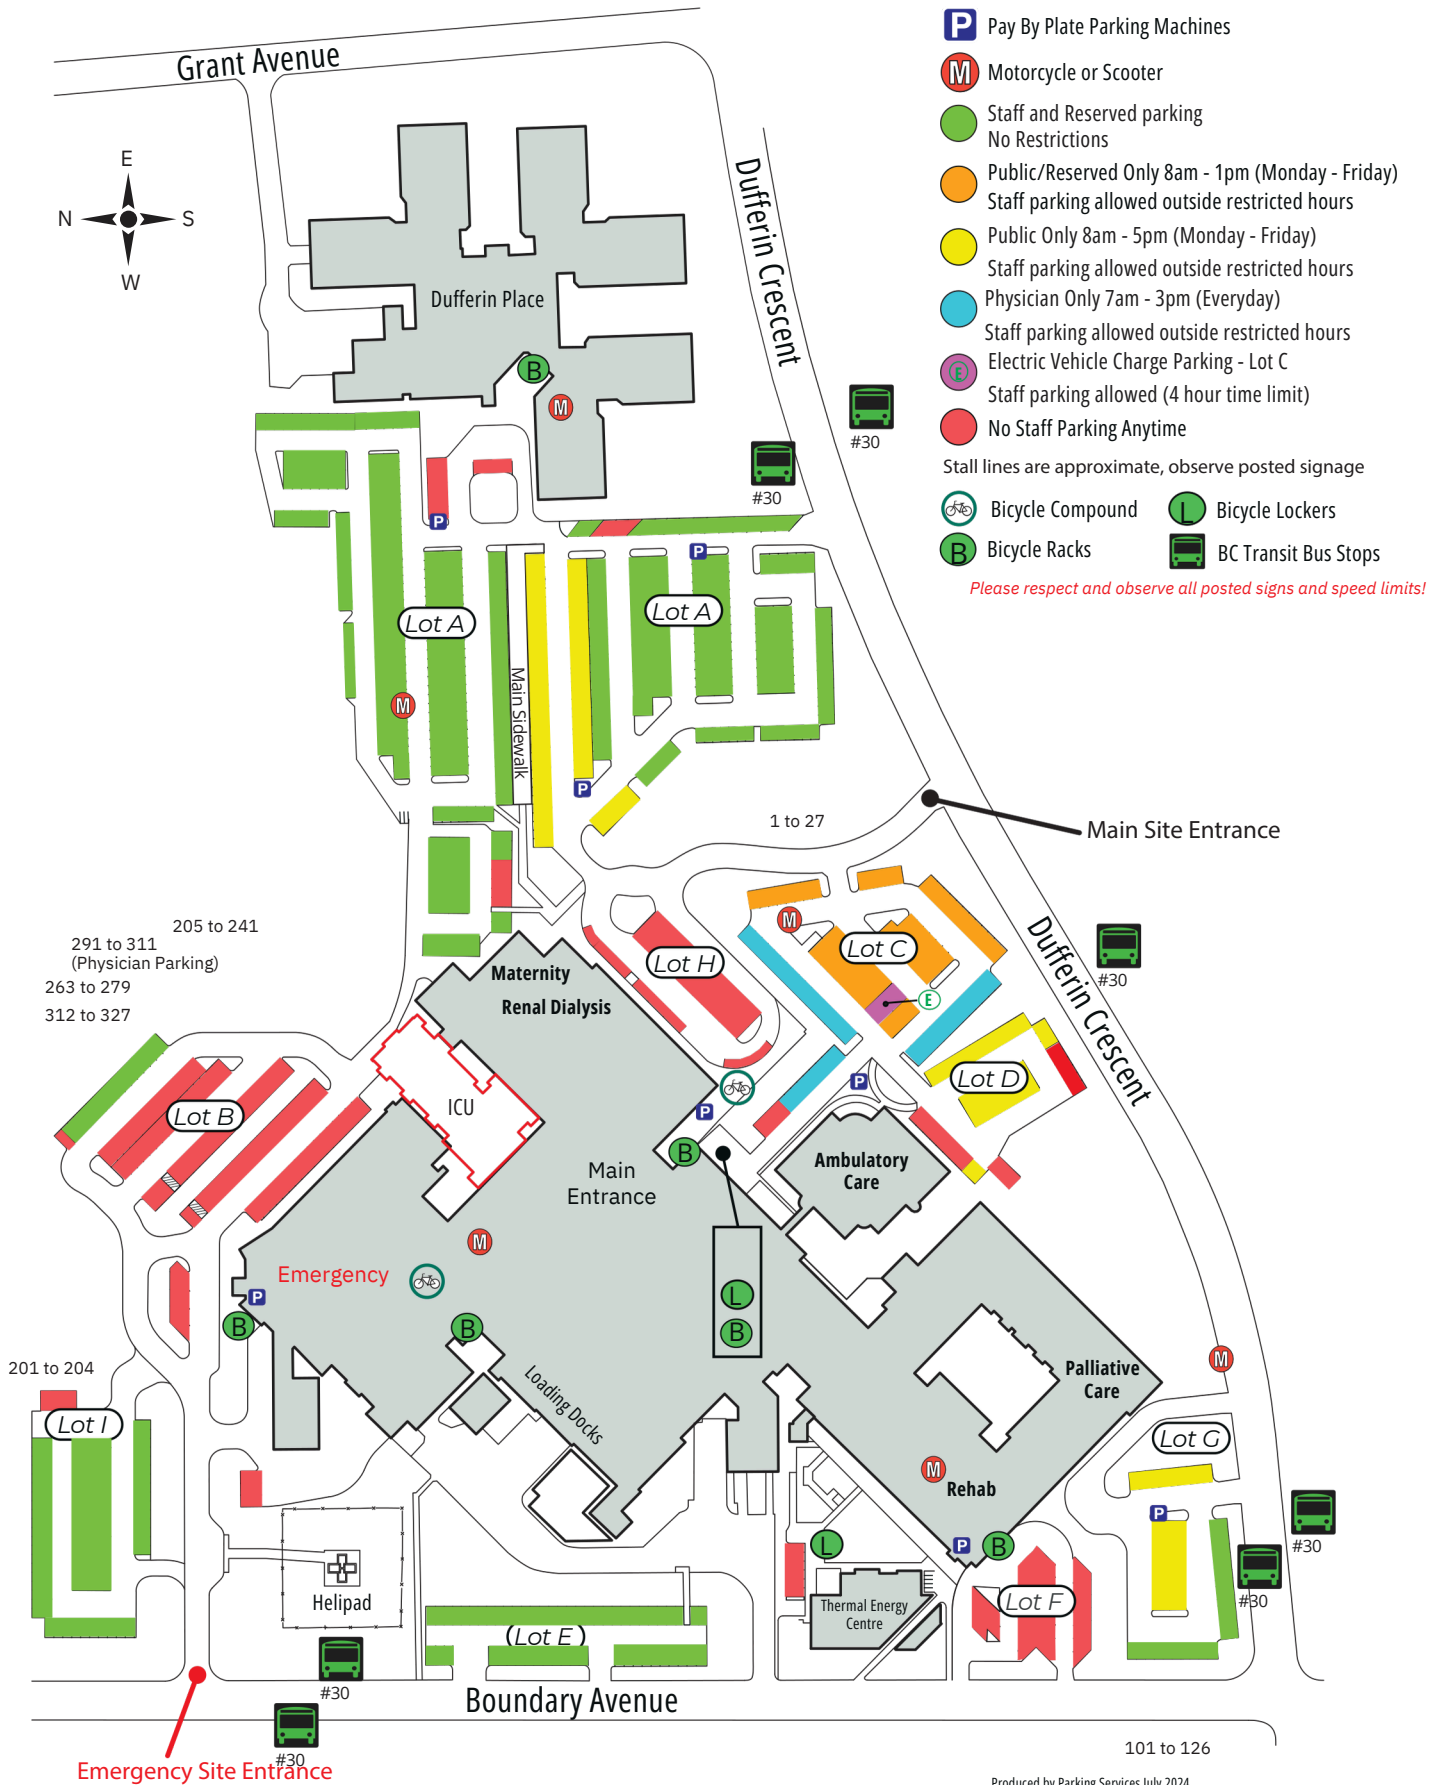 Grant Avenue
P Pay By Plate Parking Machines
M Motorcycle or Scooter
Staff and Reserved parking
No Restrictions
Public/Reserved Only 8am - 1pm (Monday - Friday)
Staff parking allowed outside restricted hours
Public Only 8am - 5pm (Monday - Friday)
Staff parking allowed outside restricted hours
Physician Only 7am - 3pm (Everyday)
Staff parking allowed outside restricted hours
E Electric Vehicle Charge Parking - Lot C
Staff parking allowed (4 hour time limit)
No Staff Parking Anytime
Stall lines are approximate, observe posted signage
Bicycle Compound
L Bicycle Lockers
B Bicycle Racks
BC Transit Bus Stops
Please respect and observe all posted signs and speed limits!
E
N
S
W
Dufferin Crescent
Dufferin Place
B
M
#30
#30
P
P
Lot A
Lot A
Main Sidewalk
M
P
1 to 27
Main Site Entrance
205 to 241
291 to 311
(Physician Parking)
263 to 279
312 to 327
M
Lot C
Lot H
E
Dufferin Crescent
#30
Maternity
Renal Dialysis
Lot B
ICU
Lot D
P
P
B
Main
Entrance
Ambulatory
Care
M
Emergency
P
B
B
L
B
Loading Docks
Palliative
Care
M
201 to 204
Lot I
Lot G
M
Rehab
P
#30
L
P
B
#30
Helipad
Thermal Energy
Centre
Lot F
Lot E
#30
Boundary Avenue
#30
Emergency Site Entrance
101 to 126
Produced by Parking Services July 2024